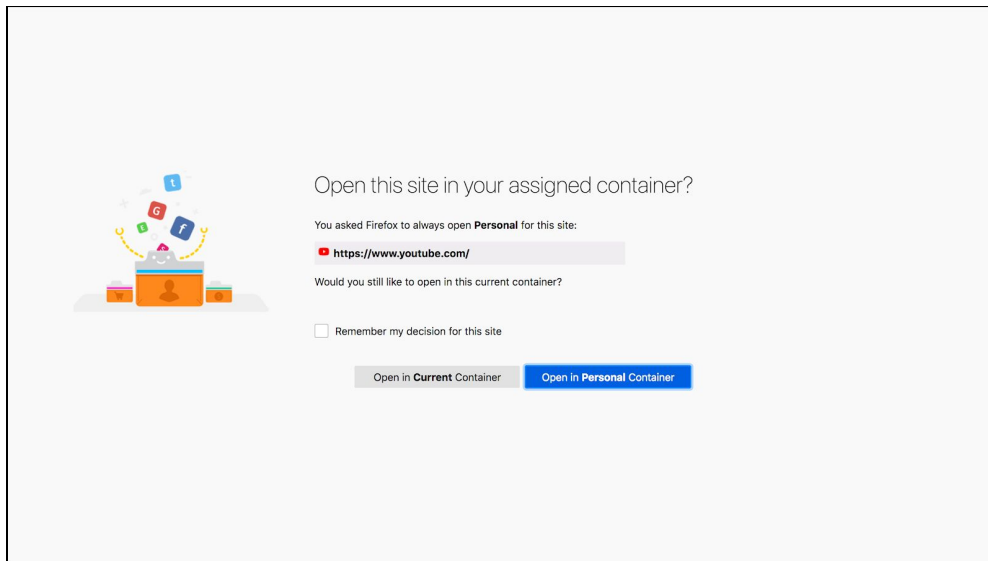 t
G
f
t
Open this site in your assigned container?
You asked Firefox to always open Personal for this site:
https://www.youtube.com/
Would you still like to open in this current container?
Remember my decision for this site
Open in Current Container
Open in Personal Container